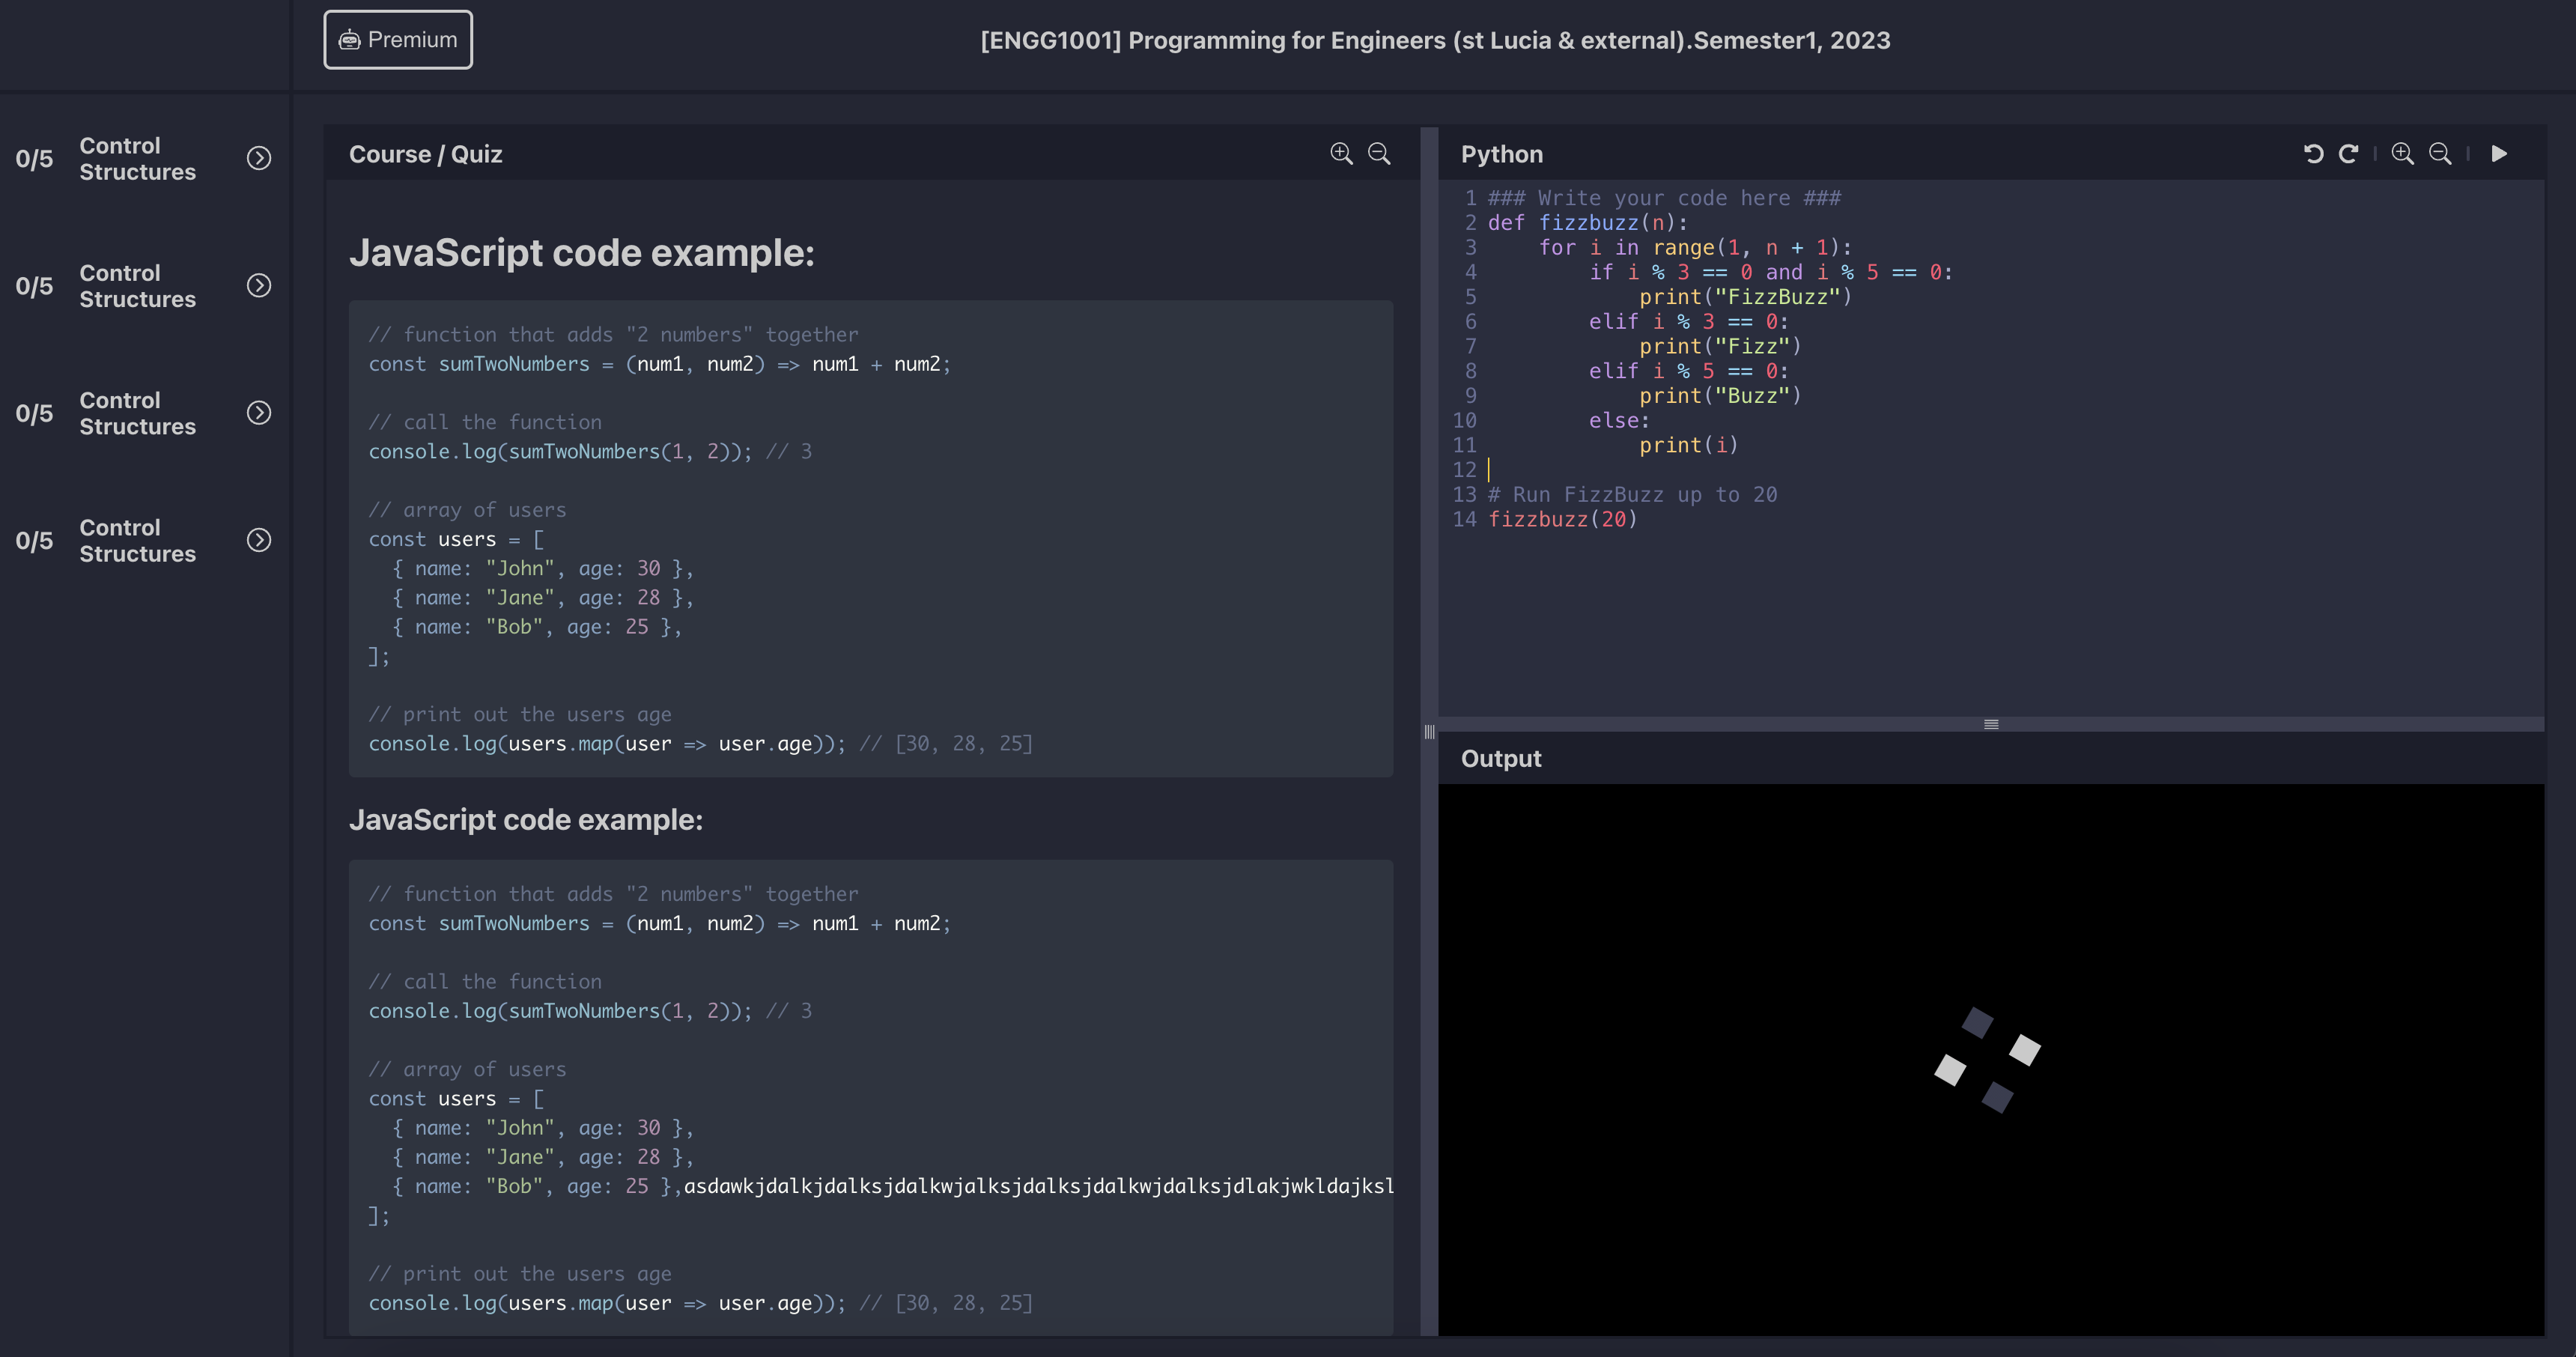 Premium
[ENGG1001] Programming for Engineers (st Lucia & external).Semester1, 2023
0/5
Control
Structures
0/5
Control
Structures
0/5
Control
Structures
0/5
Control
Structures
Course / Quiz
JavaScript code example:
// function that adds "2 numbers" together
const sumTwoNumbers = (num1, num2) => num1 + num2;
// call the function
console.log(sumTwoNumbers(1, 2)); // 3
// array of users
const users = [
  { name: "John", age: 30 },
  { name: "Jane", age: 28 },
  { name: "Bob", age: 25 },
];
// print out the users age
console.log(users.map(user => user.age)); // [30, 28, 25]
JavaScript code example:
// function that adds "2 numbers" together
const sumTwoNumbers = (num1, num2) => num1 + num2;
// call the function
console.log(sumTwoNumbers(1, 2)); // 3
// array of users
const users = [
  { name: "John", age: 30 },
  { name: "Jane", age: 28 },
  { name: "Bob", age: 25 },asdawkjdalkjdalksjdalkwjalksjdalksjdalkwjdalksjdlakjwkldajksl
];
// print out the users age
console.log(users.map(user => user.age)); // [30, 28, 25]
Python
1 ### Write your code here ###
2 def fizzbuzz(n):
3     for i in range(1, n + 1):
4         if i % 3 == 0 and i % 5 == 0:
5             print("FizzBuzz")
6         elif i % 3 == 0:
7             print("Fizz")
8         elif i % 5 == 0:
9             print("Buzz")
10         else:
11             print(i)
12
13 # Run FizzBuzz up to 20
14 fizzbuzz(20)
Output